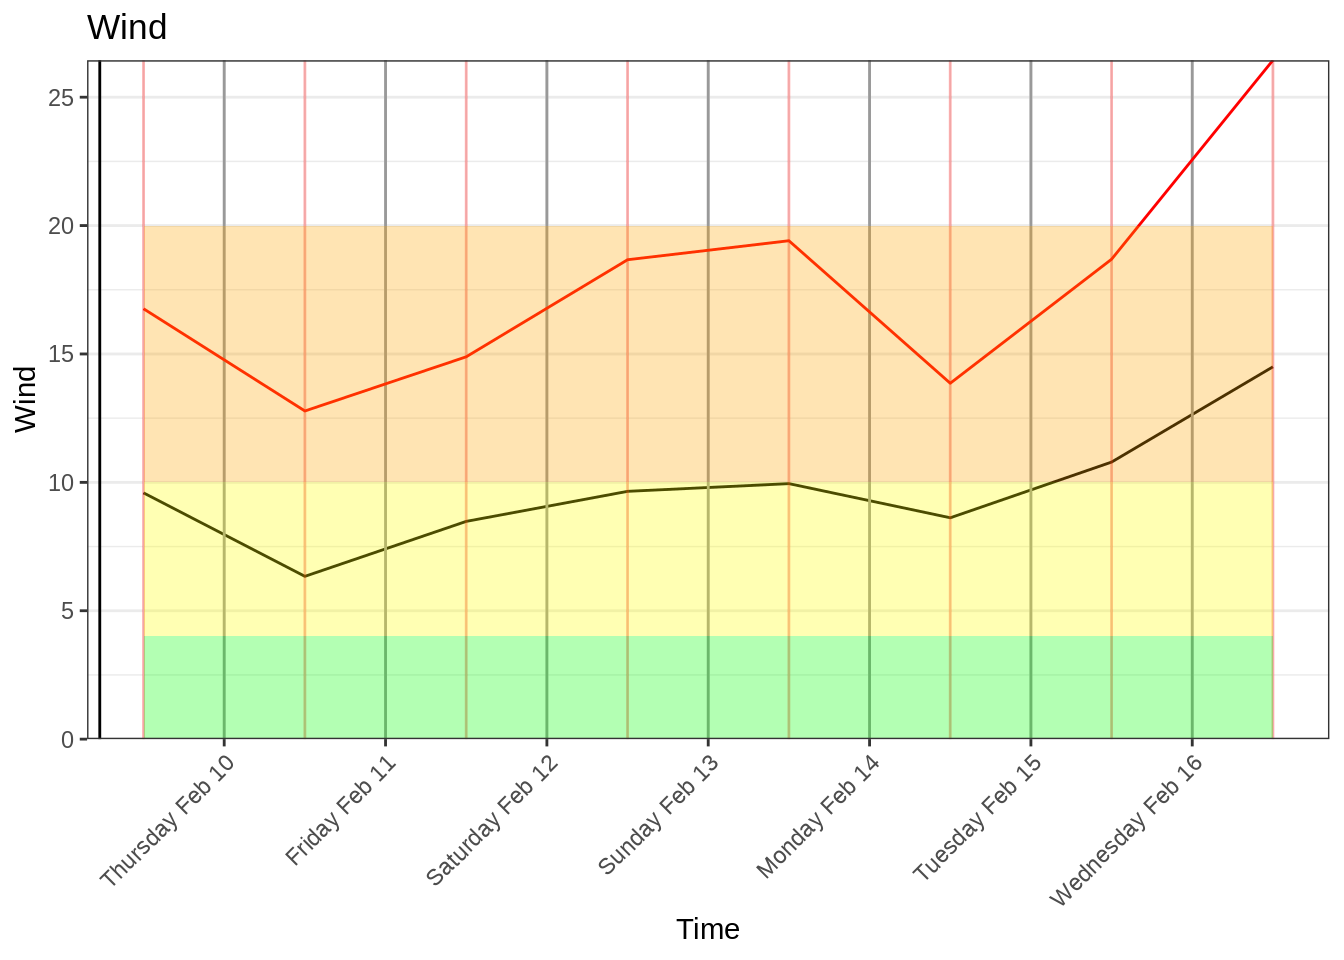 Wind
25
20
15
10
5
0
Wind
Thursday Feb 10
Friday Feb 11
Saturday Feb 12
Sunday Feb 13
Monday Feb 14
Tuesday Feb 15
Wednesday Feb 16
Time